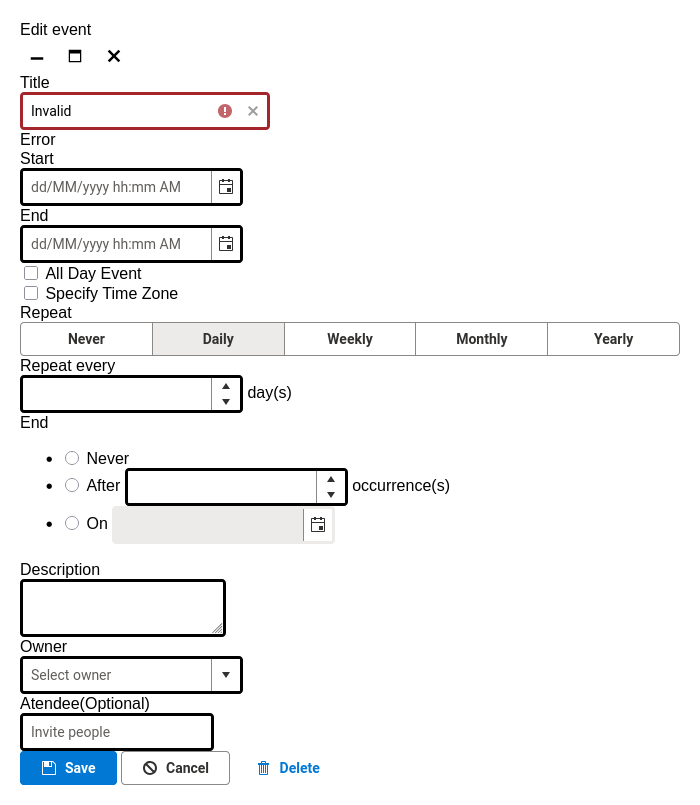 Edit event
Title
Invalid
Error
Start
dd/MM/yyyy hh:mm AM
End
dd/MM/yyyy hh:mm AM
All Day Event
Specify Time Zone
Repeat
Never Daily Weekly Monthly Yearly
Repeat every
day(s)
End
Never
After occurrence(s)
On
Description
Owner
Select owner
Atendee(Optional)
Invite people
Save Cancel Delete